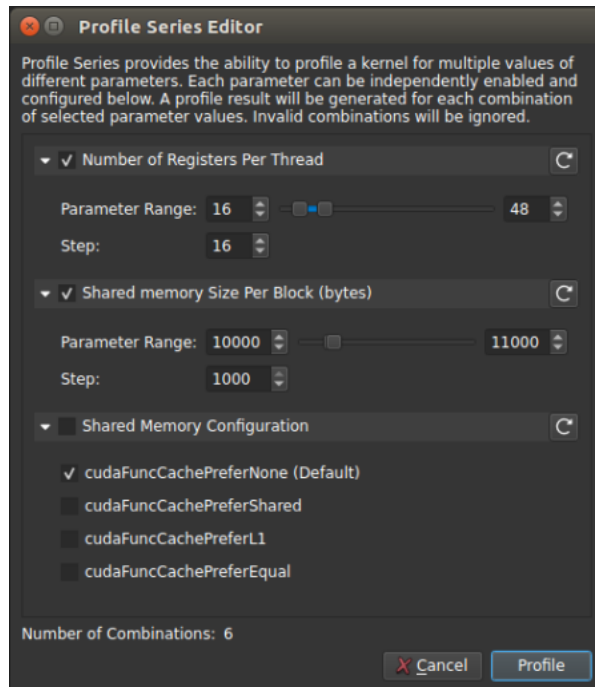 Profile Series Editor
Profile Series provides the ability to profile a kernel for multiple values of
different parameters. Each parameter can be independently enabled and
configured below. A profile result will be generated for each combination
of selected parameter values. Invalid combinations will be ignored.
Number of Registers Per Thread
Parameter Range: 16 48
Step: 16
Shared memory Size Per Block (bytes)
Parameter Range: 10000 11000
Step: 1000
Shared Memory Configuration
cudaFuncCachePreferNone (Default)
cudaFuncCachePreferShared
cudaFuncCachePreferL1
cudaFuncCachePreferEqual
Number of Combinations: 6
Cancel Profile